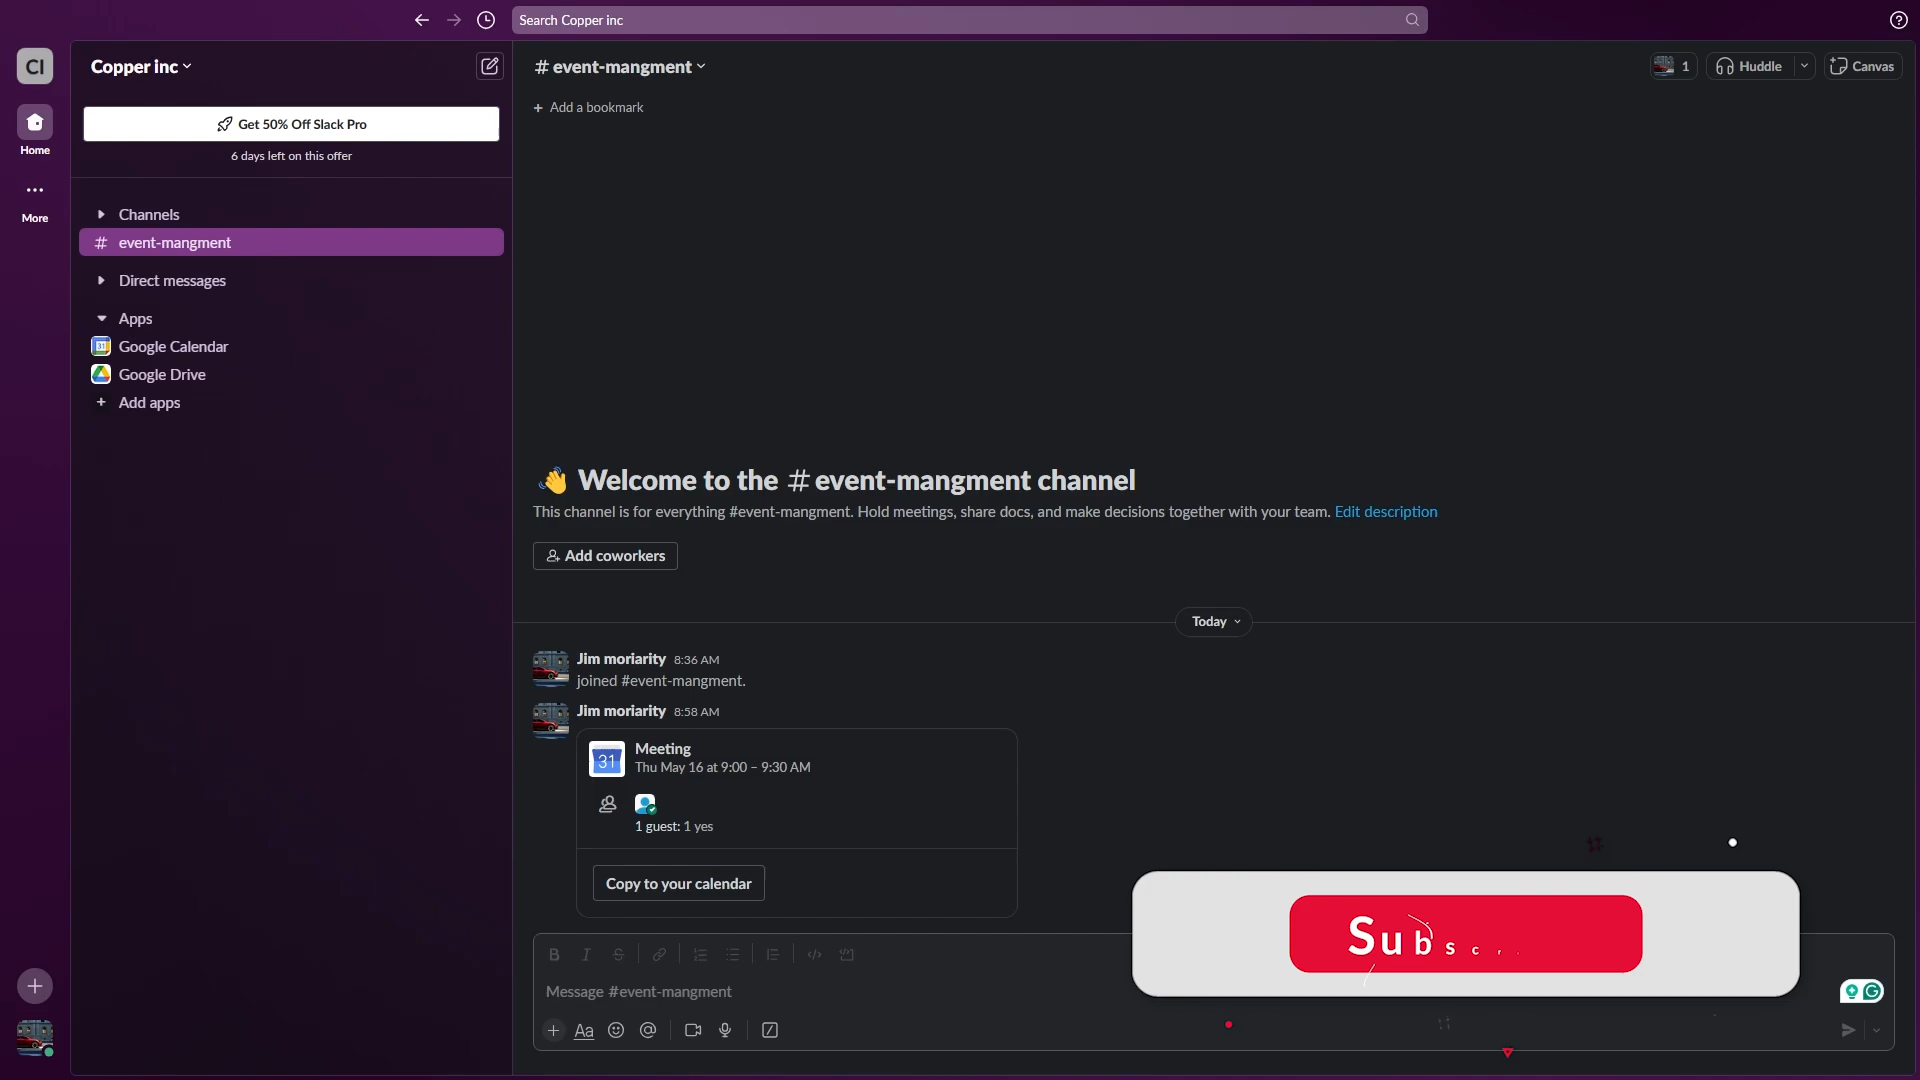 Search Copper inc
CI
Copper inc
# event-mangment
1
Huddle
Canvas
Add a bookmark
Get 50% Off Slack Pro
6 days left on this offer
Home
More
Channels
# event-mangment
Direct messages
Apps
31 Google Calendar
Google Drive
+ Add apps
Welcome to the # event-mangment channel
This channel is for everything #event-mangment. Hold meetings, share docs, and make decisions together with your team. Edit description
Add coworkers
Today
Jim moriarity 8:36 AM
joined #event-mangment.
Jim moriarity 8:58 AM
31
Meeting
Thu May 16 at 9:00 – 9:30 AM
1 guest: 1 yes
Copy to your calendar
Subscr
B I S
Message #event-mangment
Aa